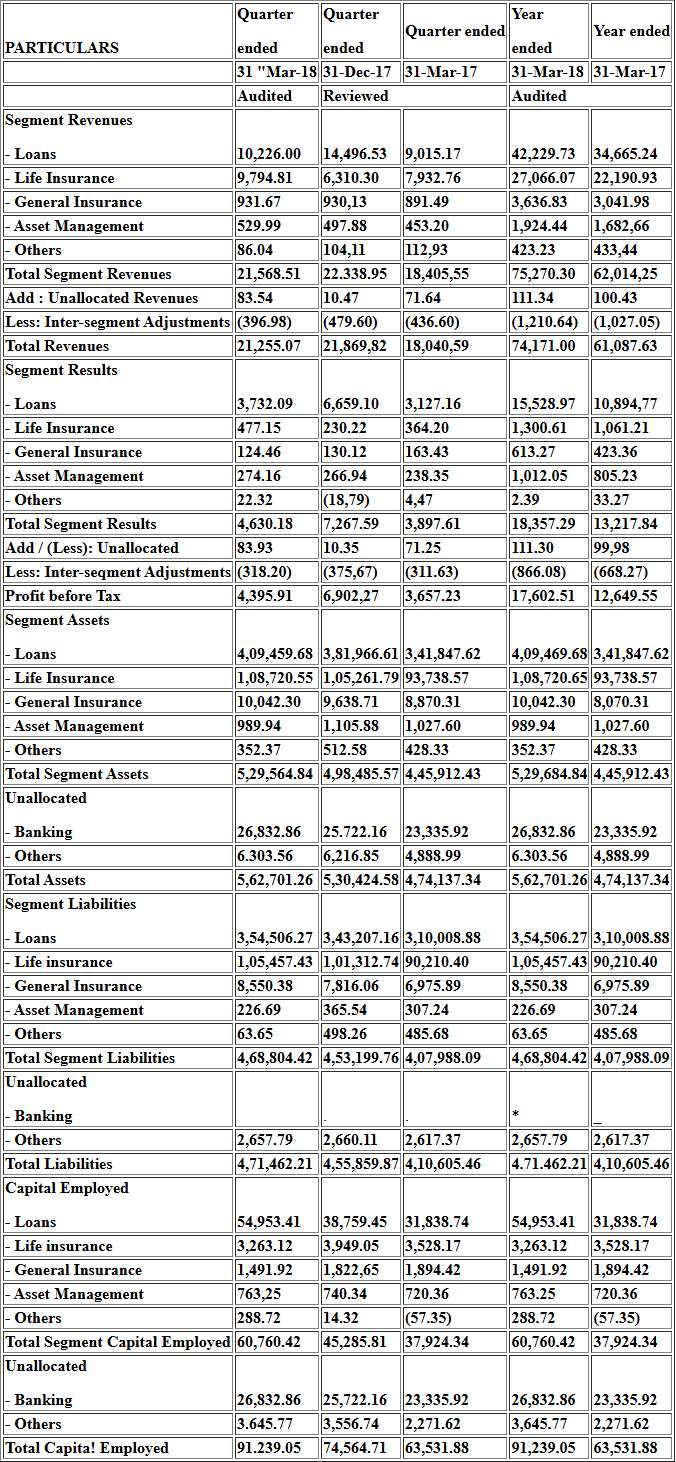 PARTICULARS Quarter ended Quarter ended Quarter ended Year ended Year ended
31 "Mar-18 31-Dec-17 31-Mar-17 31-Mar-18 31-Mar-17
Audited Reviewed Audited
Segment Revenues
- Loans 10,226.00 14,496.53 9,015.17 42,229.73 34,665.24
- Life Insurance 9,794.81 6,310.30 7,932.76 27,066.07 22,190.93
- General Insurance 931.67 930,13 891.49 3,636.83 3,041.98
- Asset Management 529.99 497.88 453.20 1,924.44 1,682,66
- Others 86.04 104,11 112,93 423.23 433,44
Total Segment Revenues 21,568.51 22.338.95 18,405,55 75,270.30 62,014,25
Add : Unallocated Revenues 83.54 10.47 71.64 111.34 100.43
Less: Inter-segment Adjustments (396.98) (479.60) (436.60) (1,210.64) (1,027.05)
Total Revenues 21,255.07 21,869,82 18,040,59 74,171.00 61,087.63
Segment Results
- Loans 3,732.09 6,659.10 3,127.16 15,528.97 10,894,77
- Life Insurance 477.15 230.22 364.20 1,300.61 1,061.21
- General Insurance 124.46 130.12 163.43 613.27 423.36
- Asset Management 274.16 266.94 238.35 1,012.05 805.23
- Others 22.32 (18,79) 4,47 2.39 33.27
Total Segment Results 4,630.18 7,267.59 3,897.61 18,357.29 13,217.84
Add / (Less): Unallocated 83.93 10.35 71.25 111.30 99,98
Less: Inter-seqment Adjustments (318.20) (375,67) (311.63) (866.08) (668.27)
Profit before Tax 4,395.91 6,902,27 3,657.23 17,602.51 12,649.55
Segment Assets
- Loans 4,09,459.68 3,81,966.61 3,41,847.62 4,09,469.68 3,41,847.62
- Life Insurance 1,08,720.55 1,05,261.79 93,738.57 1,08,720.65 93,738.57
- General Insurance 10,042.30 9,638.71 8,870.31 10,042.30 8,070.31
- Asset Management 989.94 1,105.88 1,027.60 989.94 1,027.60
- Others 352.37 512.58 428.33 352.37 428.33
Total Segment Assets 5,29,564.84 4,98,485.57 4,45,912.43 5,29,684.84 4,45,912.43
Unallocated
- Banking 26,832.86 25.722.16 23,335.92 26,832.86 23,335.92
- Others 6.303.56 6,216.85 4,888.99 6.303.56 4,888.99
Total Assets 5,62,701.26 5,30,424.58 4,74,137.34 5,62,701.26 4,74,137.34
Segment Liabilities
- Loans 3,54,506.27 3,43,207.16 3,10,008.88 3,54,506.27 3,10,008.88
- Life insurance 1,05,457.43 1,01,312.74 90,210.40 1,05,457.43 90,210.40
- General Insurance 8,550.38 7,816.06 6,975.89 8,550.38 6,975.89
- Asset Management 226.69 365.54 307.24 226.69 307.24
- Others 63.65 498.26 485.68 63.65 485.68
Total Segment Liabilities 4,68,804.42 4,53,199.76 4,07,988.09 4,68,804.42 4,07,988.09
Unallocated
- Banking . . * _
- Others 2,657.79 2,660.11 2,617.37 2,657.79 2,617.37
Total Liabilities 4,71,462.21 4,55,859.87 4,10,605.46 4.71.462.21 4,10,605.46
Capital Employed
- Loans 54,953.41 38,759.45 31,838.74 54,953.41 31,838.74
- Life insurance 3,263.12 3,949.05 3,528.17 3,263.12 3,528.17
- General Insurance 1,491.92 1,822,65 1,894.42 1,491.92 1,894.42
- Asset Management 763,25 740.34 720.36 763.25 720.36
- Others 288.72 14.32 (57.35) 288.72 (57.35)
Total Segment Capital Employed 60,760.42 45,285.81 37,924.34 60,760.42 37,924.34
Unallocated
- Banking 26,832.86 25,722.16 23,335.92 26,832.86 23,335.92
- Others 3.645.77 3,556.74 2,271.62 3,645.77 2,271.62
Total Capita! Employed 91.239.05 74,564.71 63,531.88 91,239.05 63,531.88